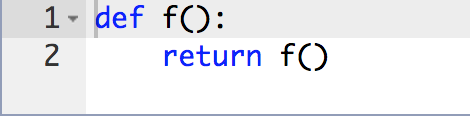 1 def f():
2     return f()